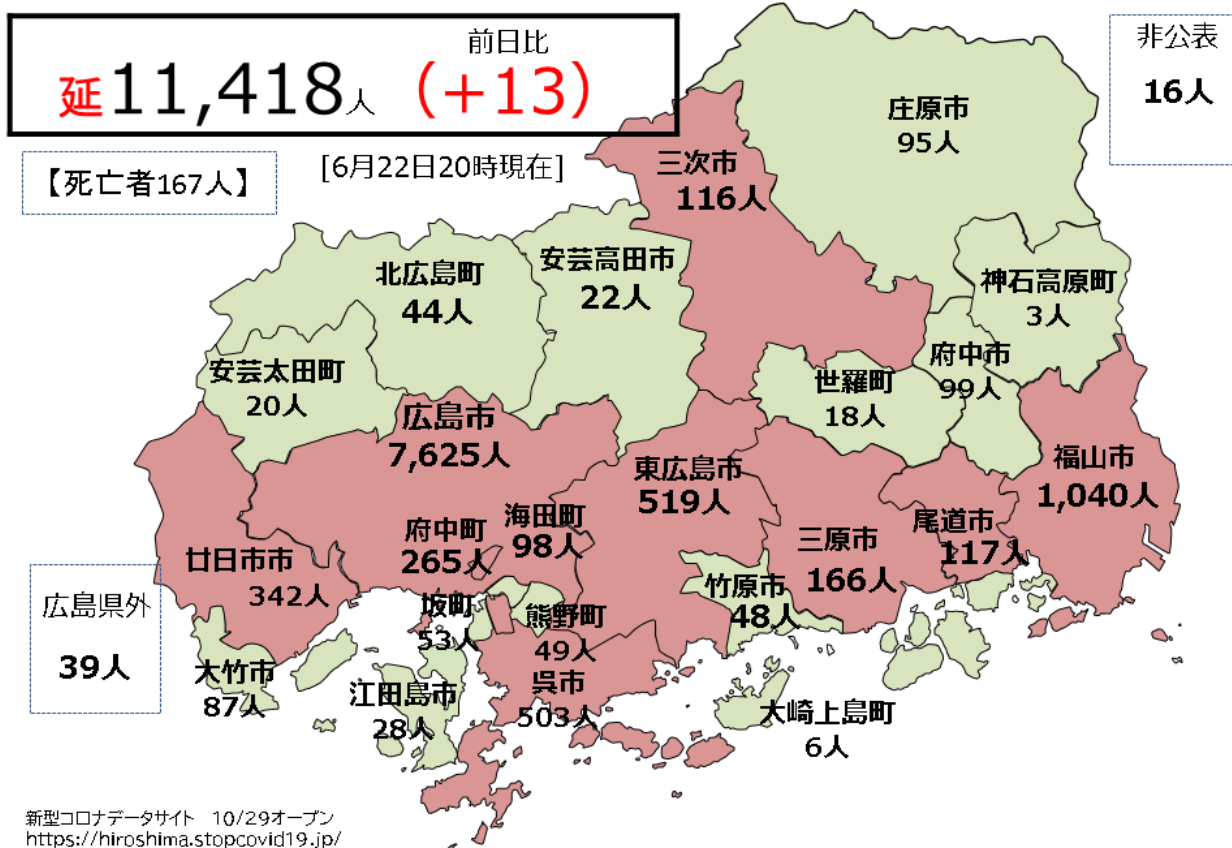 前日比
延11,418人 (+13)
非公表
16人
【死亡者167人】
[6月22日20時現在]
庄原市
95人
三次市
116人
安芸高田市
22人
北広島町
44人
神石高原町
3人
府中市
99人
安芸太田町
20人
世羅町
18人
広島市
7,625人
福山市
1,040人
東広島市
519人
海田町
98人
府中町
265人
尾道市
117人
三原市
166人
廿日市市
342人
竹原市
48人
広島県外
39人
坂町
53人
熊野町
49人
大竹市
87人
江田島市
28人
呉市
503人
大崎上島町
6人
新型コロナデータサイト 10/29オープン
https://hiroshima.stopcovid19.jp/